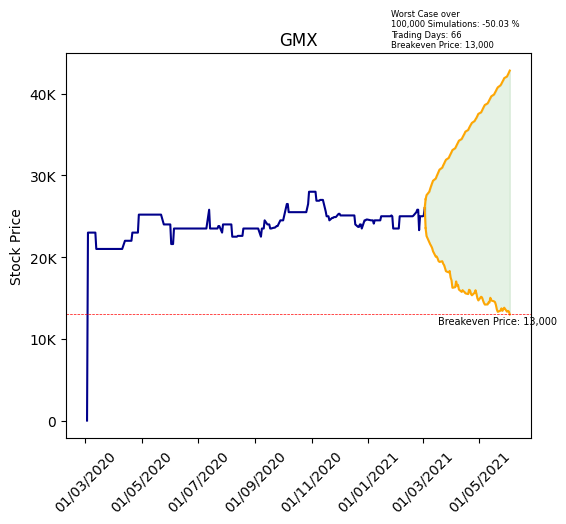 Worst Case over
100,000 Simulations: -50.03 %
Trading Days: 66
Breakeven Price: 13,000
GMX
Stock Price
40K
30K
20K
10K
0
Breakeven Price: 13,000
01/03/2020
01/05/2020
01/07/2020
01/09/2020
01/11/2020
01/01/2021
01/03/2021
01/05/2021